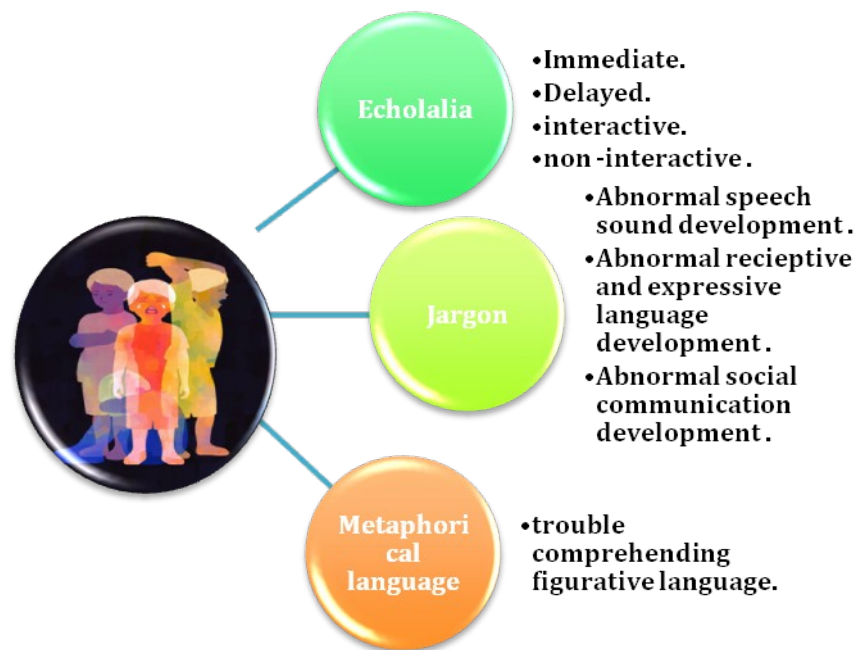 Echolalia
•Immediate.
•Delayed.
•interactive.
•non -interactive .
Jargon
•Abnormal speech
sound development .
•Abnormal recieptive
and expressive
language
development .
•Abnormal social
communication
development .
Metaphori
cal
language
•trouble
comprehending
figurative language.